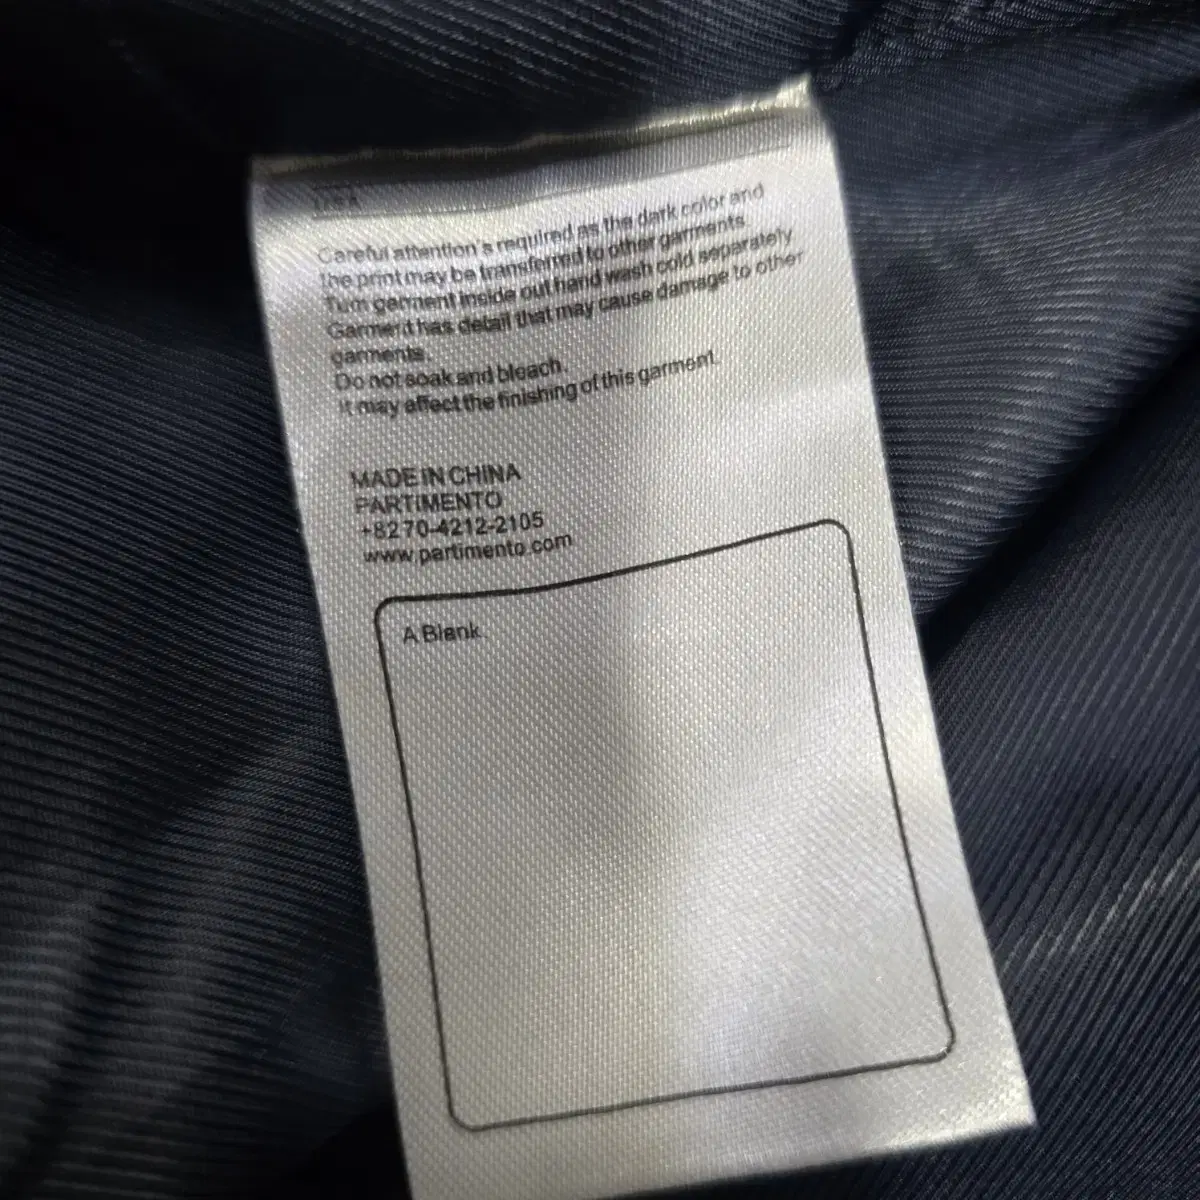 Careful attention's required as the dark color and
the print may be transferred to other garments
Turn garment inside out hand wash cold separately
Garment has detail that may cause damage to other
garments.
Do not soak and bleach.
It may affect the finishing of this garment.
MADE IN CHINA
PARTIMENTO
+82 70-4212-2105
www.partimento.com
A Blank